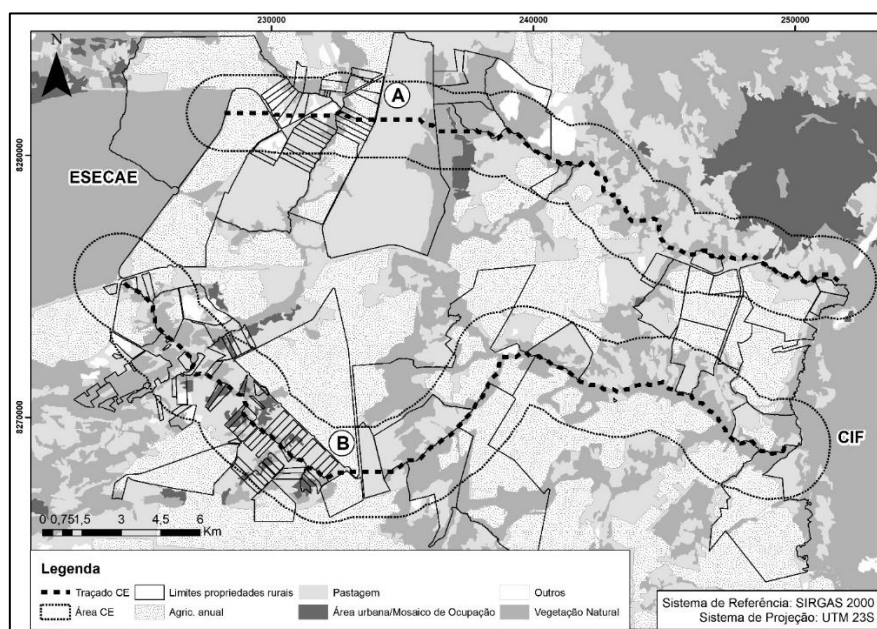 230000
240000
250000
N
8280000
A
ESECAE
8270000
B
CIF
0 0,75 1,5 3 4,5 6
Km
Legenda
Traçado CE
Limites propriedades rurais
Pastagem
Outros
Área CE
Agric. anual
Área urbana/Mosaico de Ocupação
Vegetação Natural
Sistema de Referência: SIRGAS 2000
Sistema de Projeção: UTM 23S